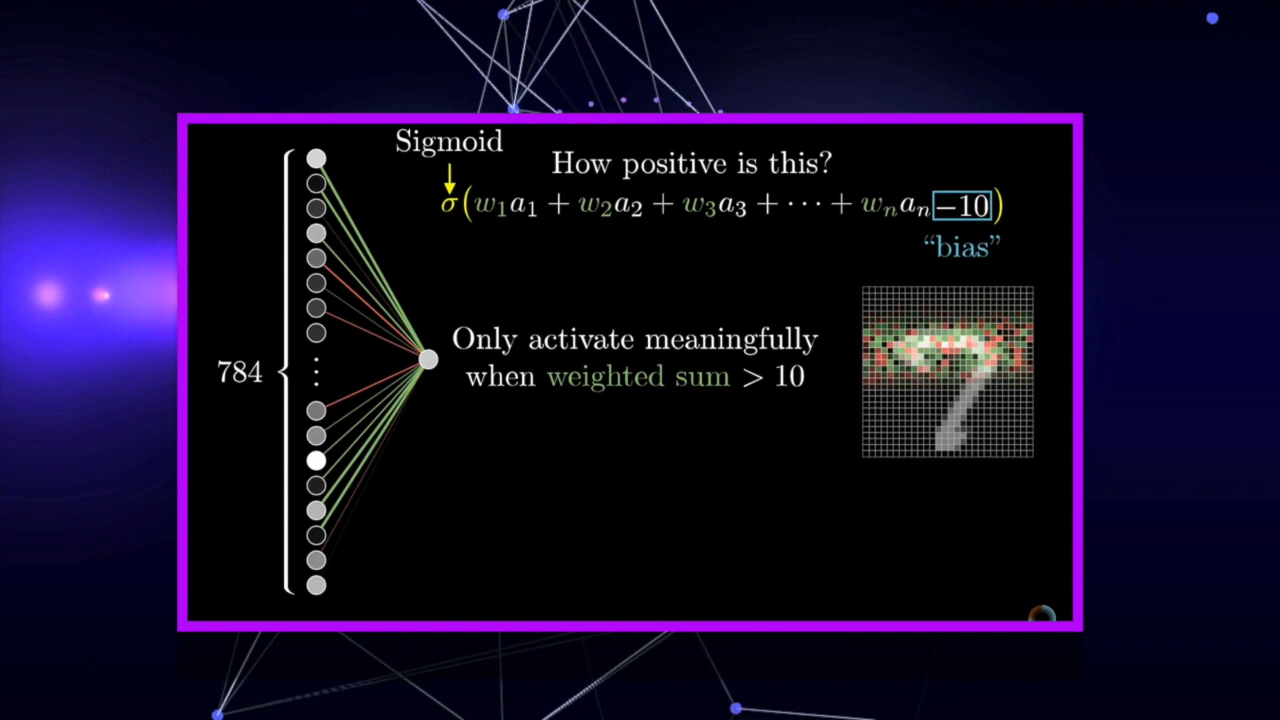 Sigmoid
How positive is this?
σ(w₁a₁ + w₂a₂ + w₃a₃ + ⋯ + wₙaₙ−10)
“bias”
Only activate meaningfully
when weighted sum > 10
784
⋮